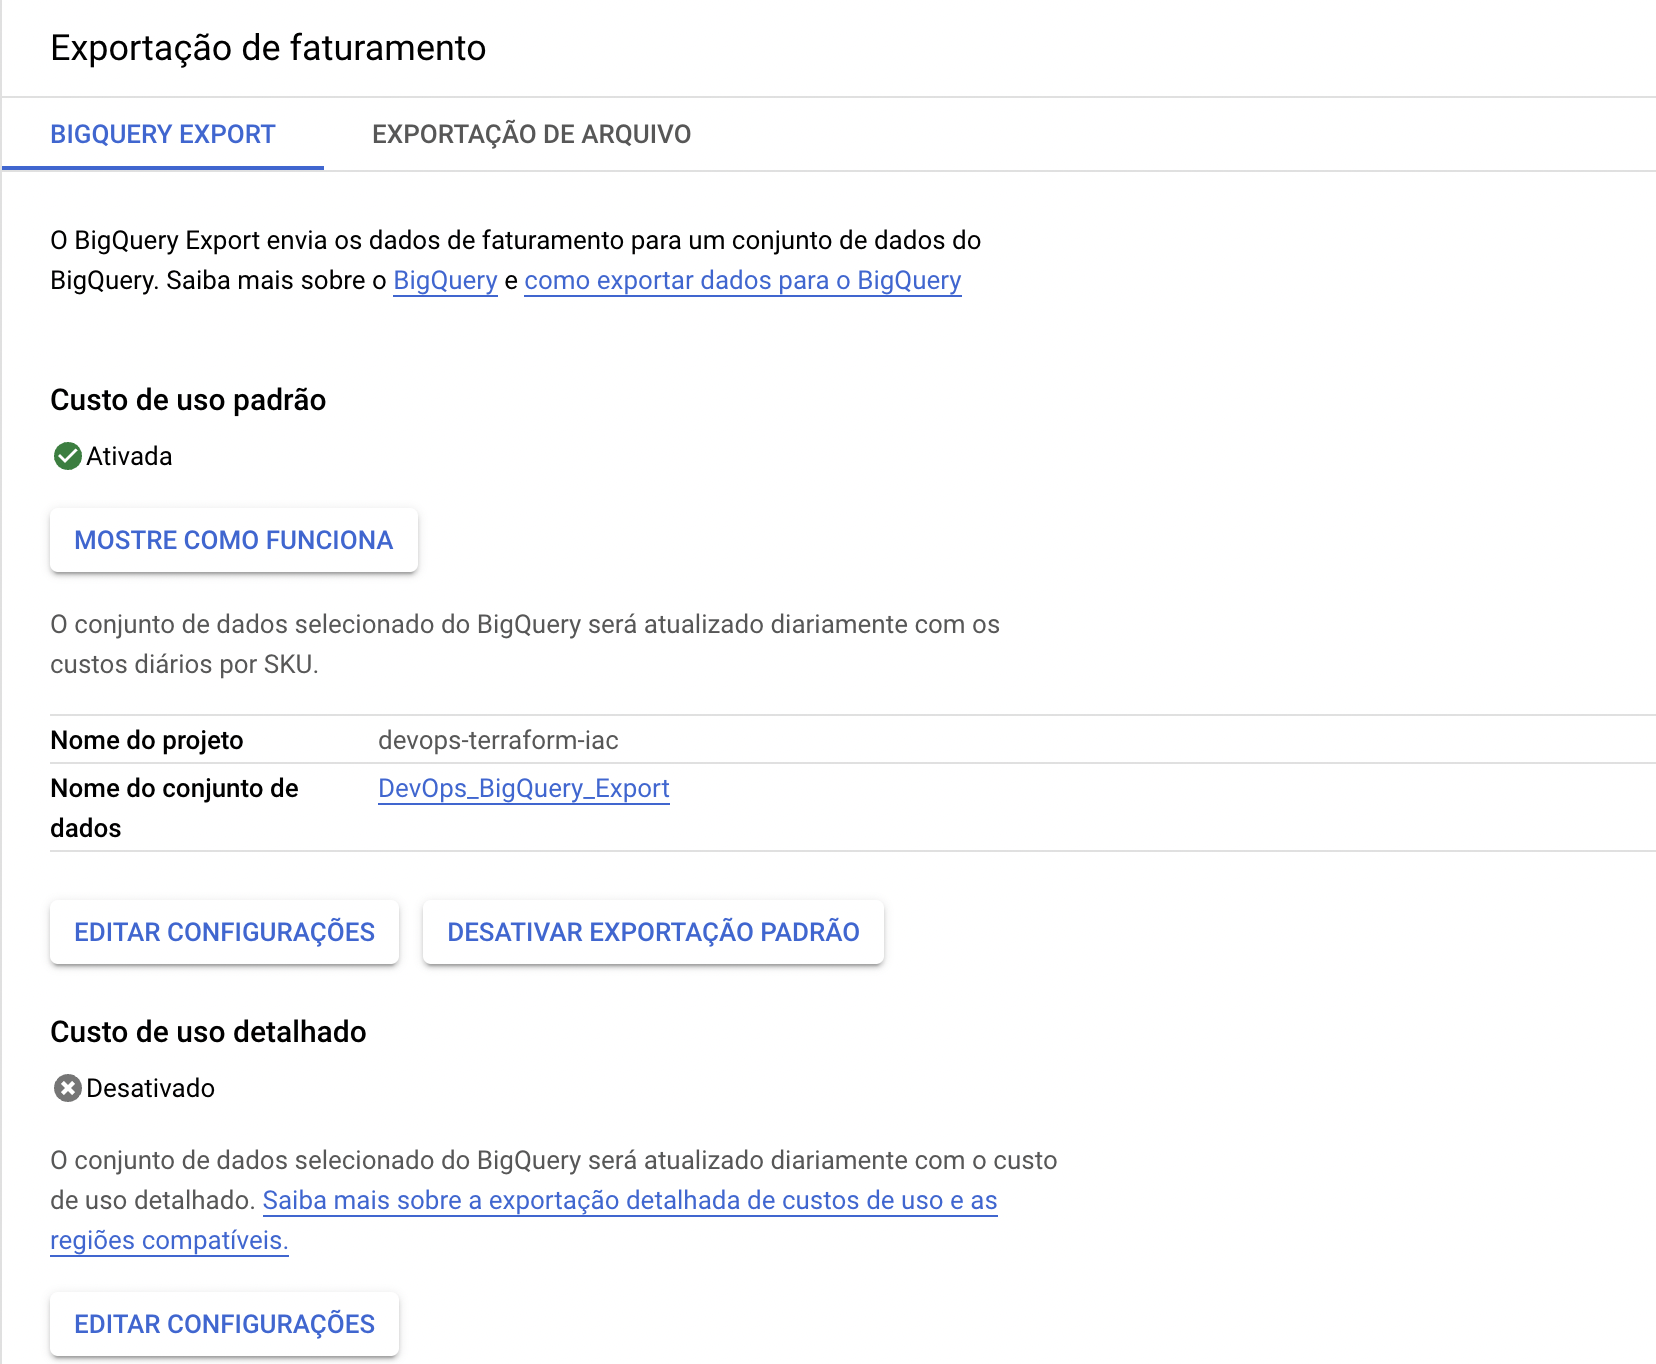 Exportação de faturamento
BIGQUERY EXPORT
EXPORTAÇÃO DE ARQUIVO
O BigQuery Export envia os dados de faturamento para um conjunto de dados do
BigQuery. Saiba mais sobre o BigQuery e como exportar dados para o BigQuery
Custo de uso padrão
Ativada
MOSTRE COMO FUNCIONA
O conjunto de dados selecionado do BigQuery será atualizado diariamente com os
custos diários por SKU.
Nome do projeto devops-terraform-iac
Nome do conjunto de DevOps_BigQuery_Export
dados
EDITAR CONFIGURAÇÕES DESATIVAR EXPORTAÇÃO PADRÃO
Custo de uso detalhado
Desativado
O conjunto de dados selecionado do BigQuery será atualizado diariamente com o custo
de uso detalhado. Saiba mais sobre a exportação detalhada de custos de uso e as
regiões compatíveis.
EDITAR CONFIGURAÇÕES